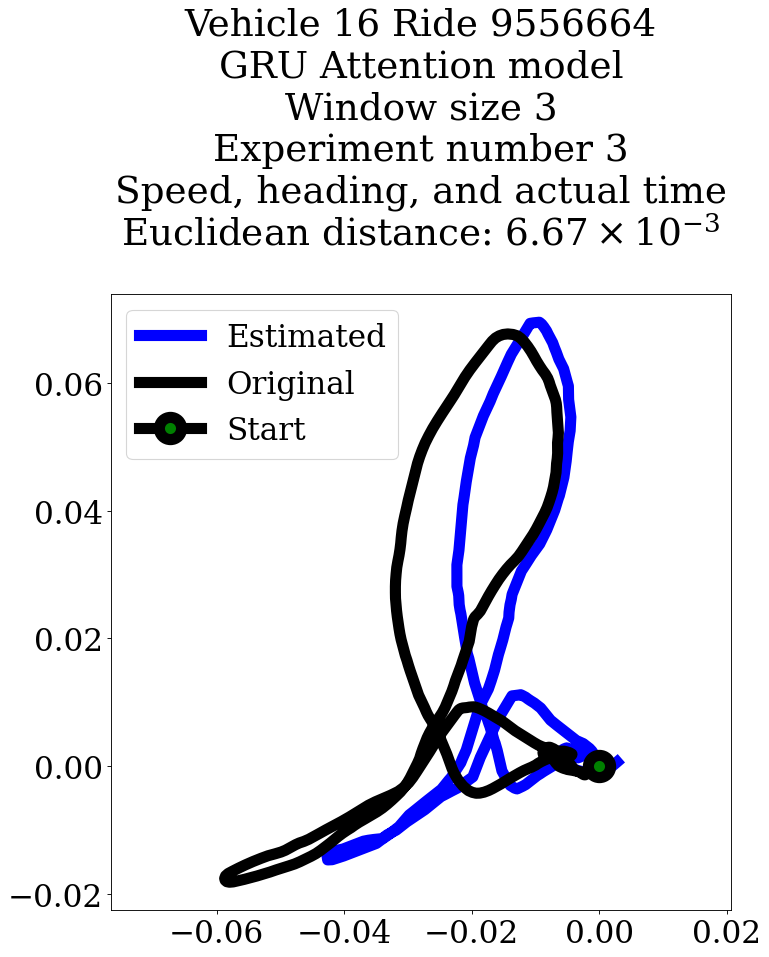 Vehicle 16 Ride 9556664
GRU Attention model
Window size 3
Experiment number 3
Speed, heading, and actual time
Euclidean distance: 6.67 × 10⁻³
Estimated
Original
Start
0.06
0.04
0.02
0.00
−0.02
−0.06
−0.04
−0.02
0.00
0.02